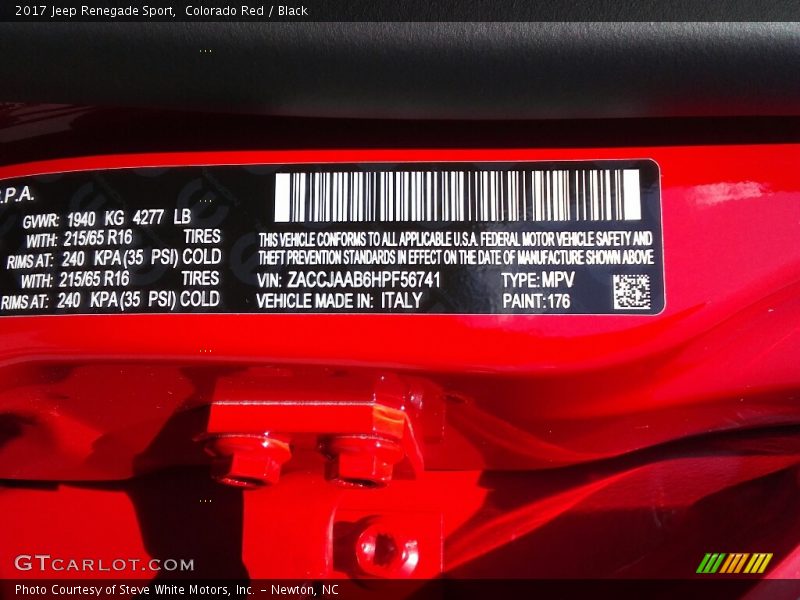 2017 Jeep Renegade Sport, Colorado Red / Black
.P.A.
GVWR: 1940 KG 4277 LB
WITH: 215/65 R16 TIRES
RIMS AT: 240 KPA (35 PSI) COLD
WITH: 215/65 R16 TIRES
RIMS AT: 240 KPA (35 PSI) COLD
THIS VEHICLE CONFORMS TO ALL APPLICABLE U.S.A. FEDERAL MOTOR VEHICLE SAFETY AND
THEFT PREVENTION STANDARDS IN EFFECT ON THE DATE OF MANUFACTURE SHOWN ABOVE
VIN: ZACCJAAB6HPF56741 TYPE: MPV
VEHICLE MADE IN: ITALY PAINT: 176
GTCARLOT.COM
Photo Courtesy of Steve White Motors, Inc. – Newton, NC